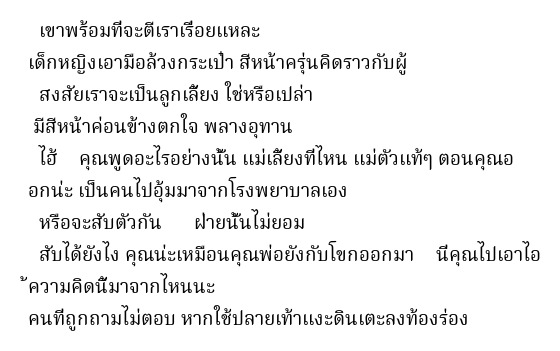 เขาพร้อมที่จะตีเราเรื่อยแหละ
เด็กหญิงเอามือล้วงกระเป๋า สีหน้าครุ่นคิดราวกับผู้
สงสัยเราจะเป็นลูกเลี้ยง ใช่หรือเปล่า
มีสีหน้าค่อนข้างตกใจ พลางอุทาน
ไฮ้ คุณพูดอะไรอย่างนั้น แม่เลี้ยงที่ไหน แม่ตัวแท้ๆ ตอนคุณอ
อกน่ะ เป็นคนไปอุ้มมาจากโรงพยาบาลเอง
หรือจะสับตัวกัน ฝ่ายนั้นไม่ยอม
สับได้ยังไง คุณน่ะเหมือนคุณพ่อยังกับโขกออกมา นี่คุณไปเอาไอ
้ความคิดนี้มาจากไหนนะ
คนที่ถูกถามไม่ตอบ หากใช้ปลายเท้าแงะดินเตะลงท้องร่อง